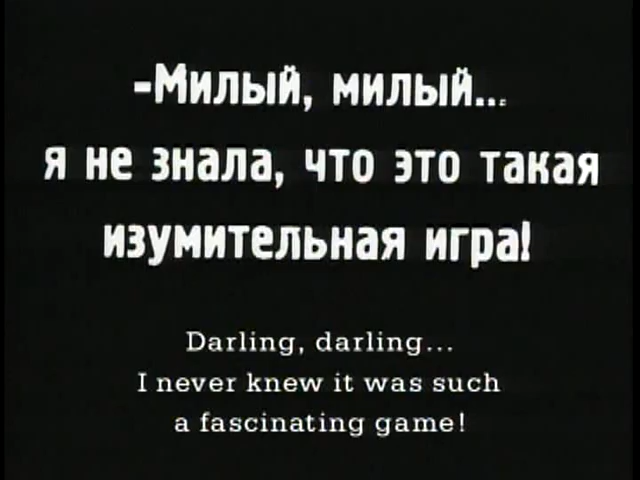 -Милый, милый...
я не знала, что это такая
изумительная игра!
Darling, darling...
I never knew it was such
a fascinating game!